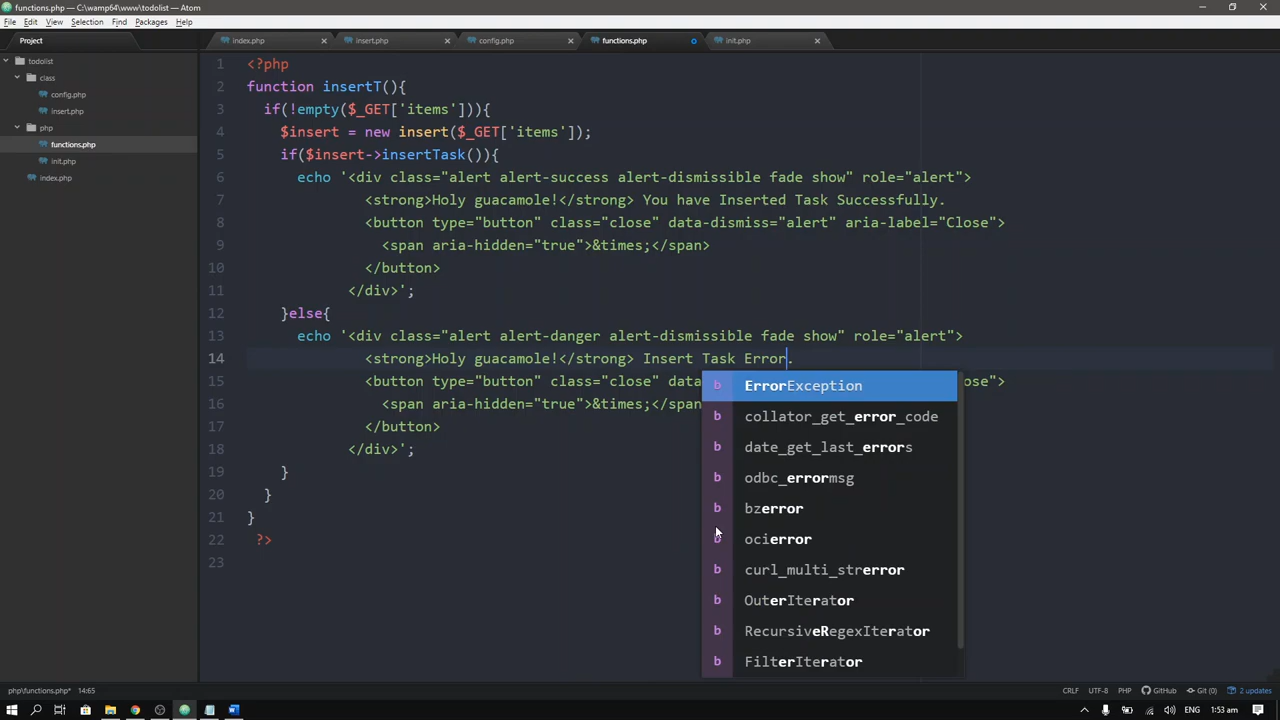 functions.php — C:\wamp64\www\todolist — Atom
File Edit View Selection Find Packages Help
Project
index.php
insert.php
config.php
functions.php
init.php
todolist
class
config.php
insert.php
php
functions.php
init.php
index.php
1 <?php
2 function insertT(){
3 if(!empty($_GET['items'])){
4 $insert = new insert($_GET['items']);
5 if($insert->insertTask()){
6 echo '<div class="alert alert-success alert-dismissible fade show" role="alert">
7 <strong>Holy guacamole!</strong> You have Inserted Task Successfully.
8 <button type="button" class="close" data-dismiss="alert" aria-label="Close">
9 <span aria-hidden="true">&times;</span>
10 </button>
11 </div>';
12 }else{
13 echo '<div class="alert alert-danger alert-dismissible fade show" role="alert">
14 <strong>Holy guacamole!</strong> Insert Task Error.
15 <button type="button" class="close" data ose">
16 <span aria-hidden="true">&times;</span
17 </button>
18 </div>';
19 }
20 }
21 }
22 ?>
23
b ErrorException
b collator_get_error_code
b date_get_last_errors
b odbc_errormsg
b bzerror
b ocierror
b curl_multi_strerror
b OuterIterator
b RecursiveRegexIterator
b FilterIterator
php\functions.php* 14:65
CRLF UTF-8 PHP GitHub Git (0) 2 updates
1:53 am